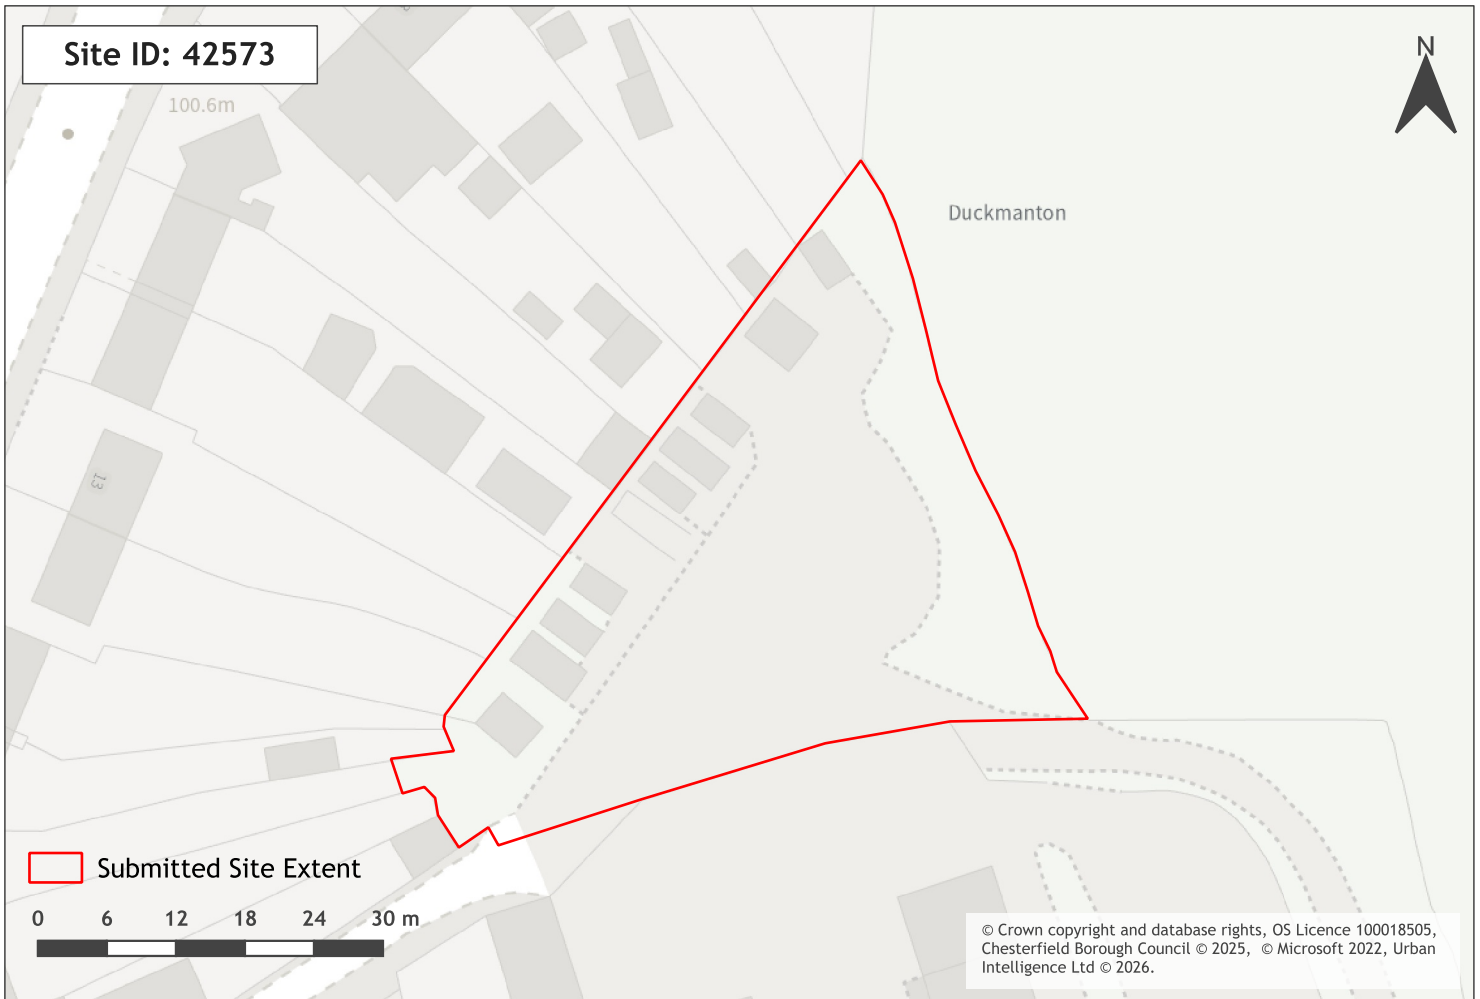 Site ID: 42573
N
100.6m
Duckmanton
13
Submitted Site Extent
0 6 12 18 24 30 m
© Crown copyright and database rights, OS Licence 100018505,
Chesterfield Borough Council © 2025, © Microsoft 2022, Urban
Intelligence Ltd © 2026.